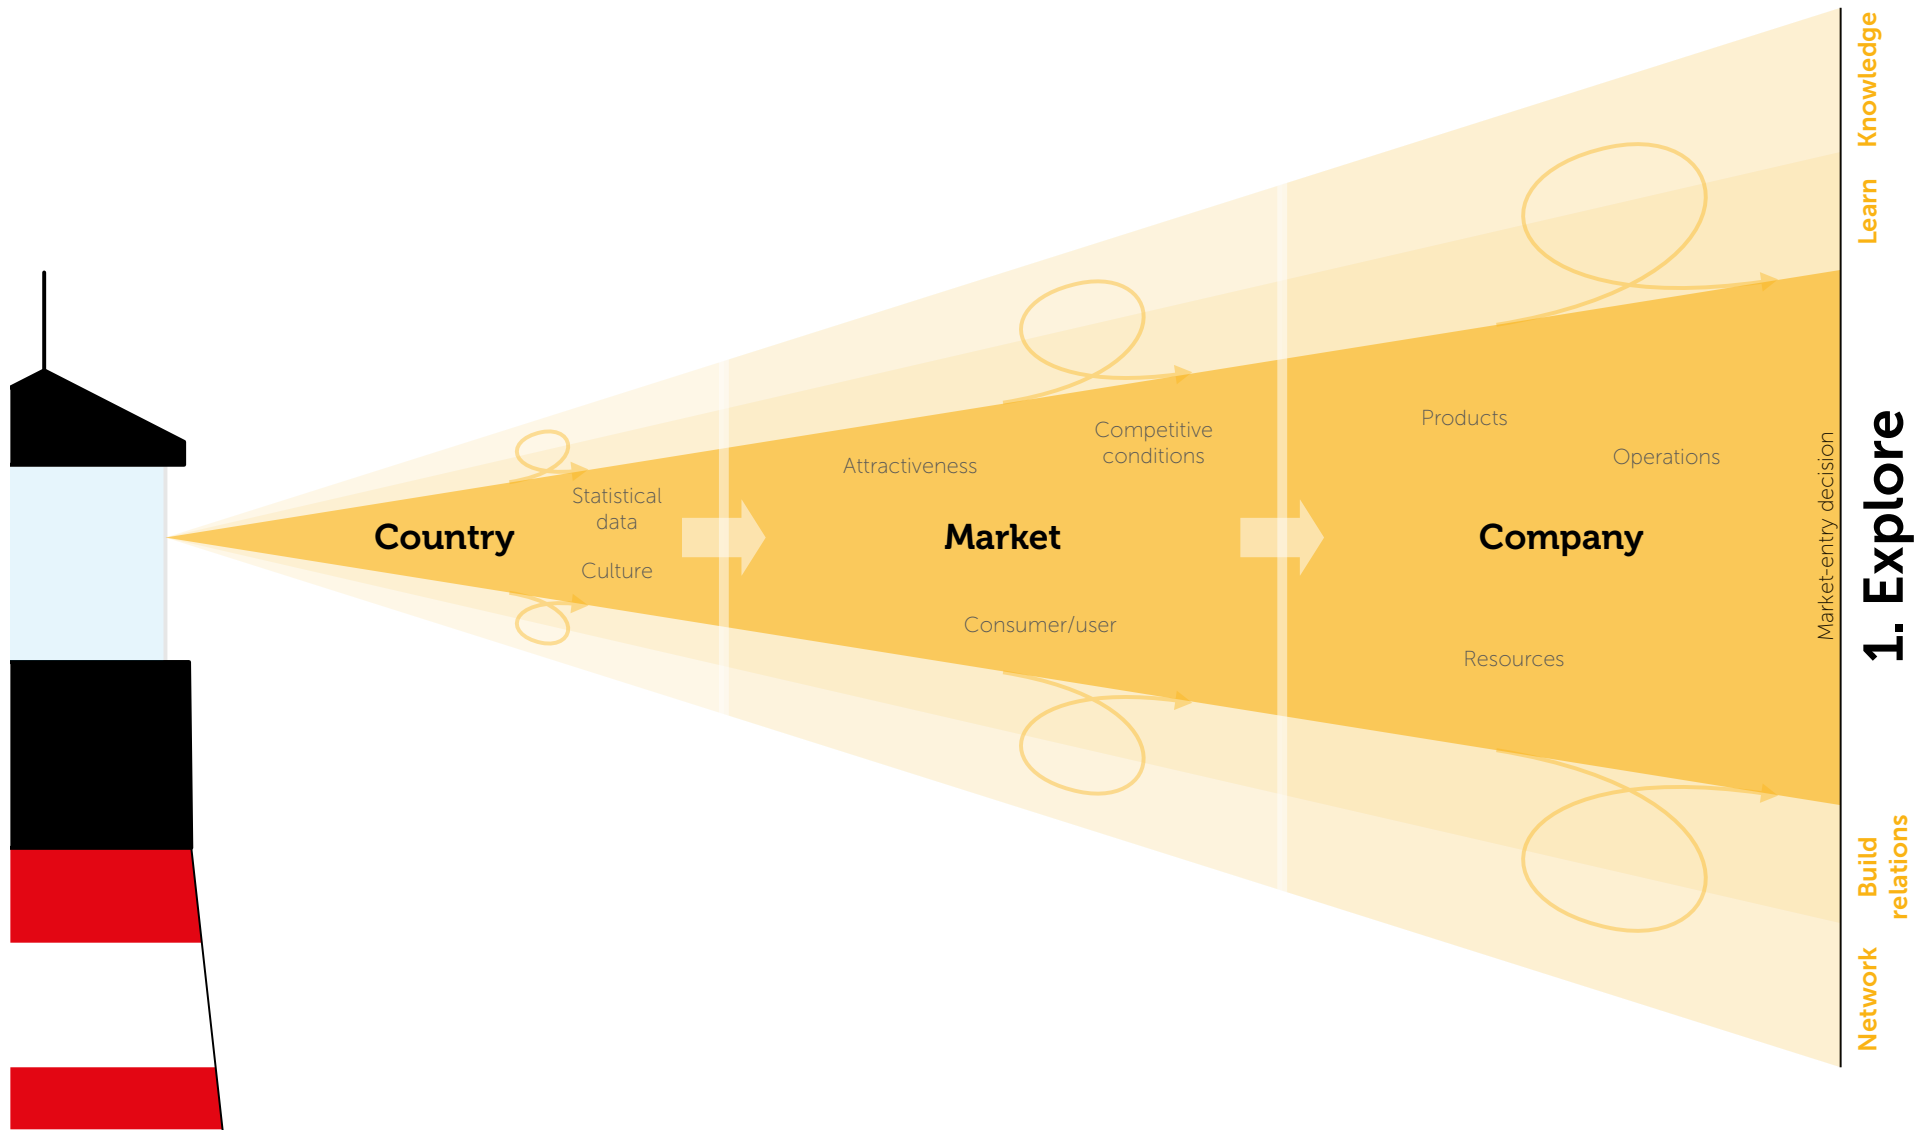 Country
Statistical
data
Culture
Market
Attractiveness
Competitive
conditions
Consumer/user
Company
Products
Operations
Resources
Market-entry decision
1. Explore
Knowledge
Learn
Build
relations
Network